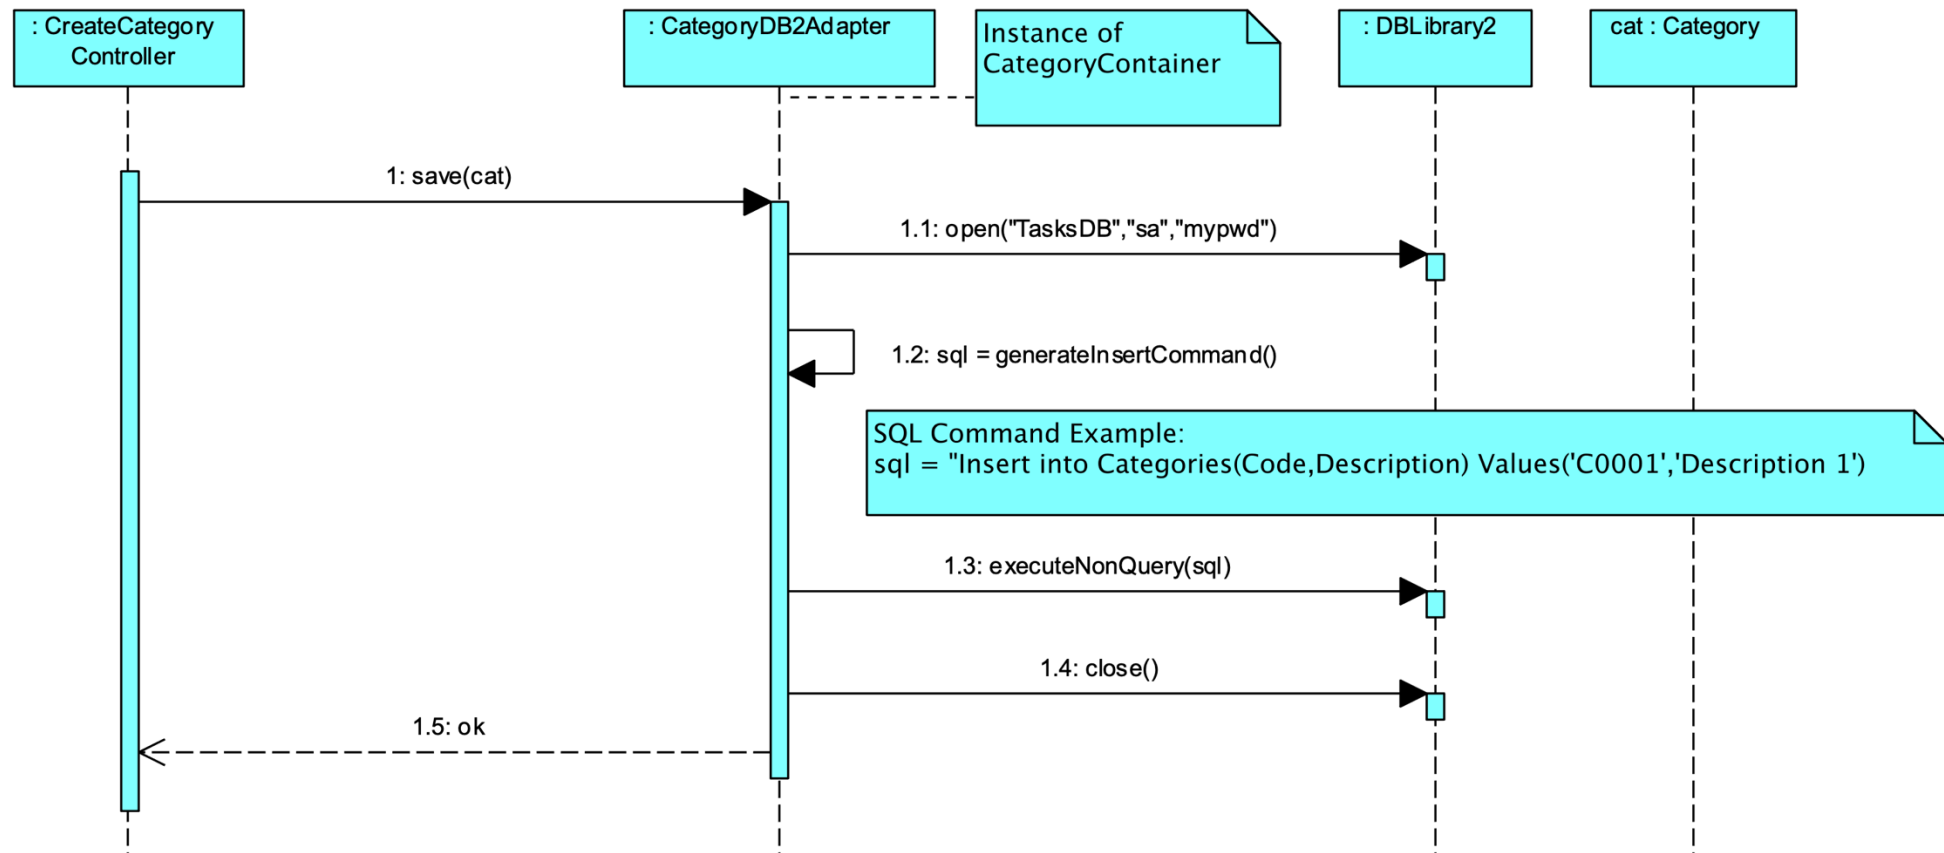 : CreateCategory
Controller
: CategoryDB2Adapter
Instance of
CategoryContainer
: DBLibrary2
cat : Category
1: save(cat)
1.1: open("TasksDB","sa","mypwd")
1.2: sql = generateInsertCommand()
SQL Command Example:
sql = "Insert into Categories(Code,Description) Values('C0001','Description 1')
1.3: executeNonQuery(sql)
1.4: close()
1.5: ok